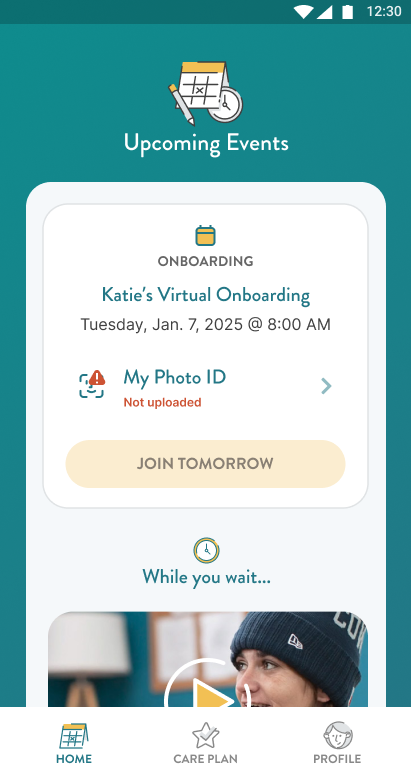 12:30
Upcoming Events
ONBOARDING
Katie's Virtual Onboarding
Tuesday, Jan. 7, 2025 @ 8:00 AM
My Photo ID
Not uploaded
JOIN TOMORROW
While you wait...
HOME
CARE PLAN
PROFILE